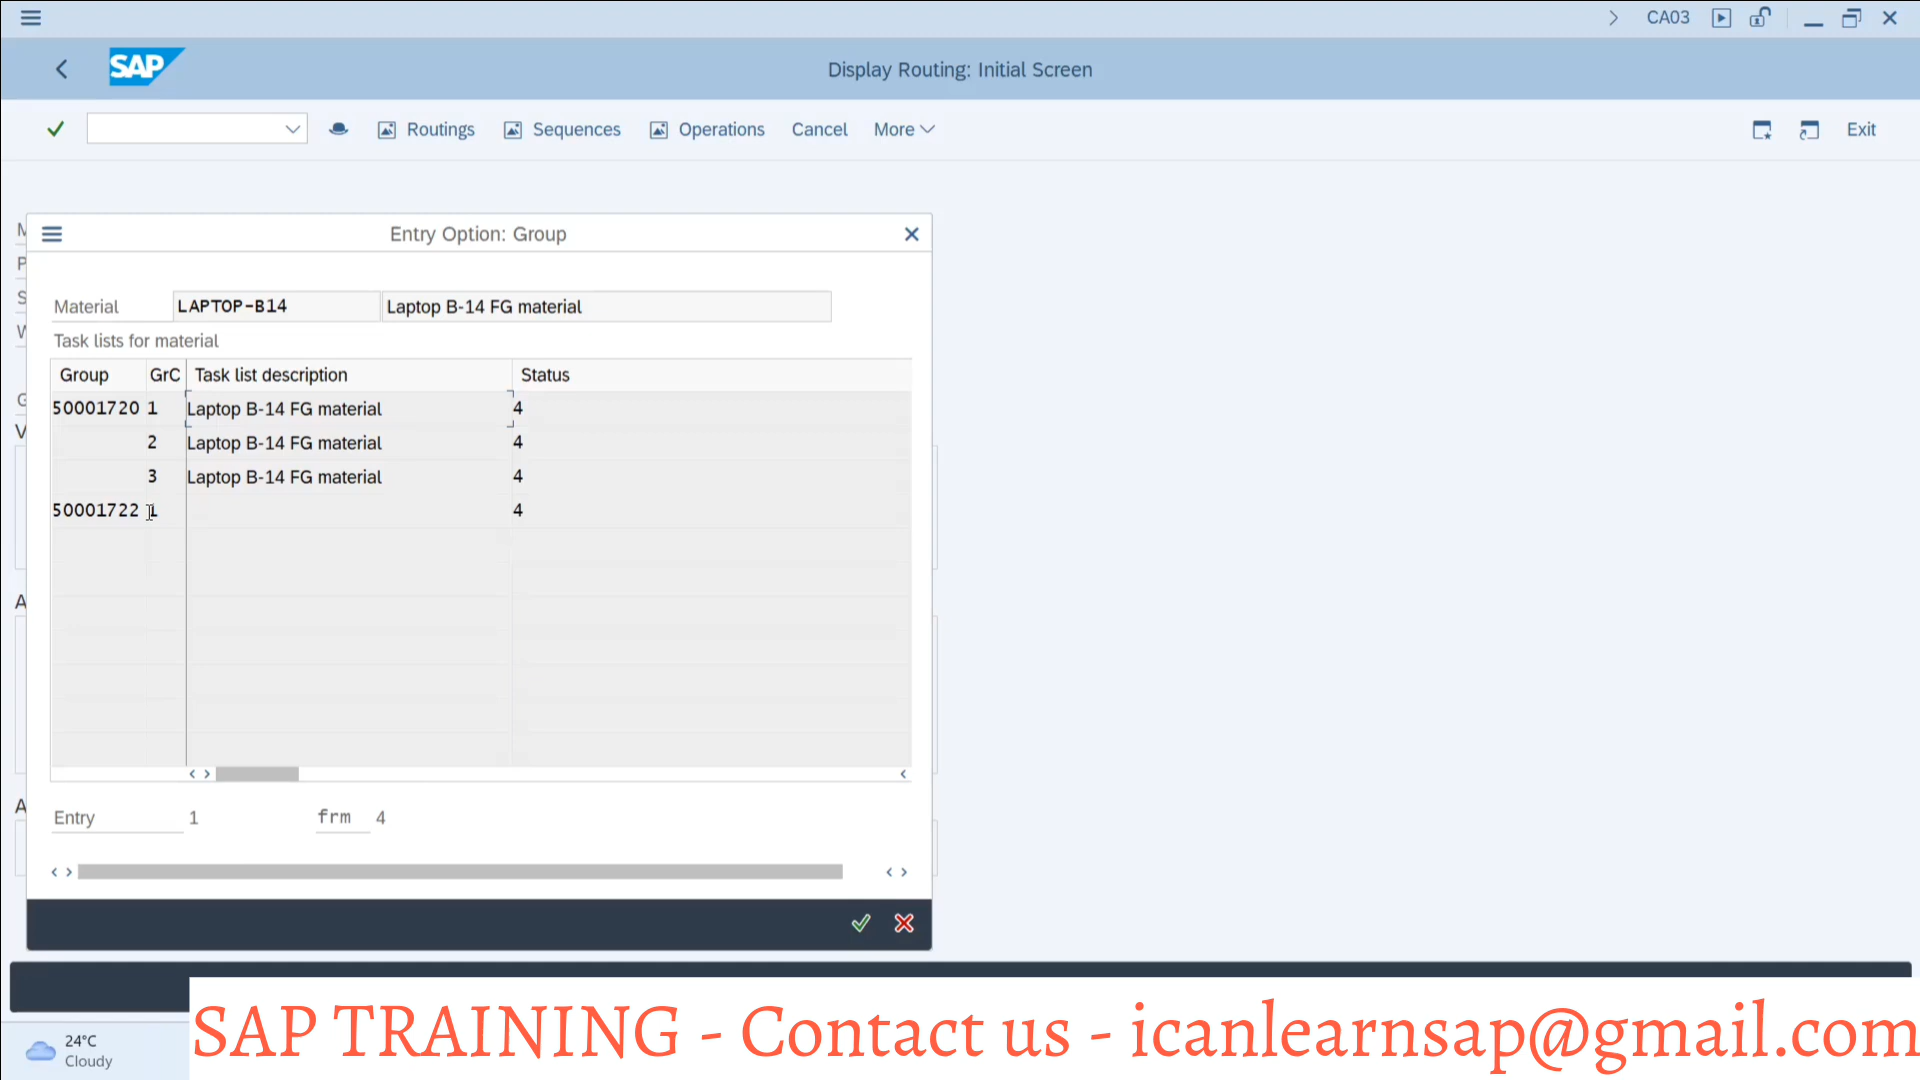 CA03
SAP
Display Routing: Initial Screen
Routings Sequences Operations Cancel More Exit
Entry Option: Group
Material LAPTOP-B14 Laptop B-14 FG material
Task lists for material
Group GrC Task list description Status
50001720 1 Laptop B-14 FG material 4
2 Laptop B-14 FG material 4
3 Laptop B-14 FG material 4
50001722 1 4
Entry 1 frm 4
SAP TRAINING - Contact us - icanlearnsap@gmail.com
24°C
Cloudy